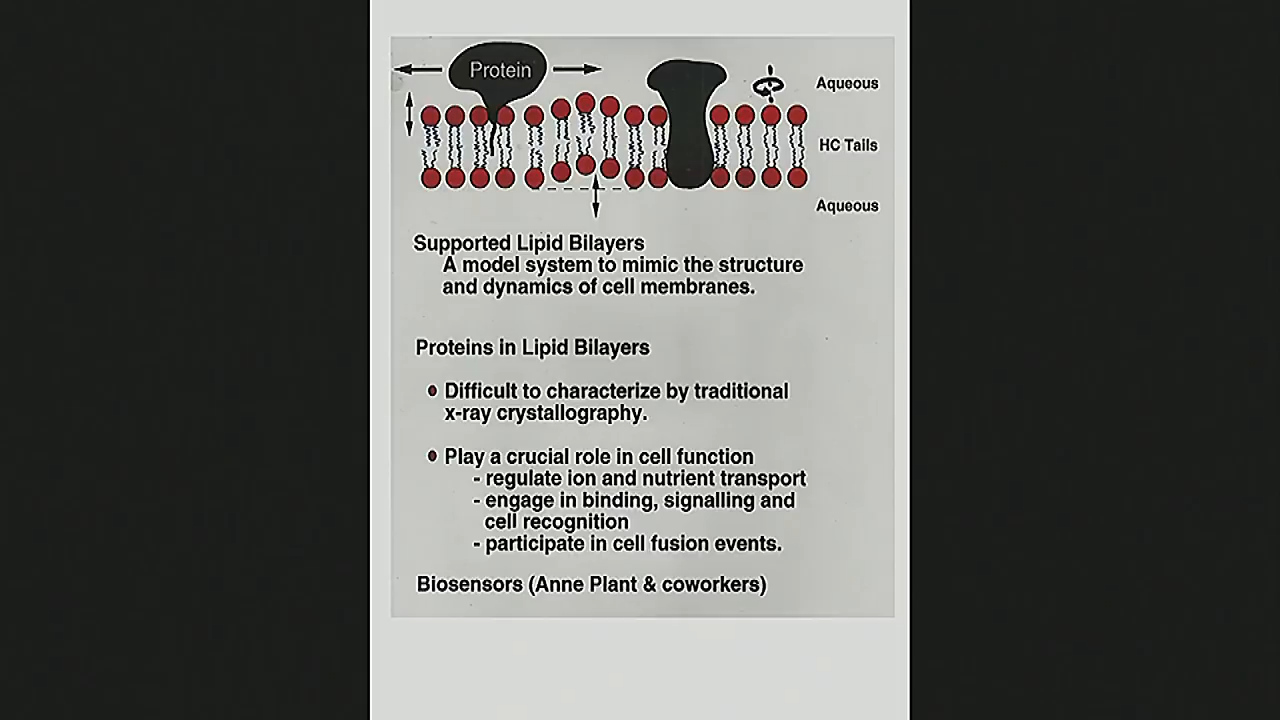 Protein
Aqueous
HC Tails
Aqueous
Supported Lipid Bilayers
A model system to mimic the structure
and dynamics of cell membranes.
Proteins in Lipid Bilayers
Difficult to characterize by traditional
x-ray crystallography.
Play a crucial role in cell function
- regulate ion and nutrient transport
- engage in binding, signalling and
cell recognition
- participate in cell fusion events.
Biosensors (Anne Plant & coworkers)